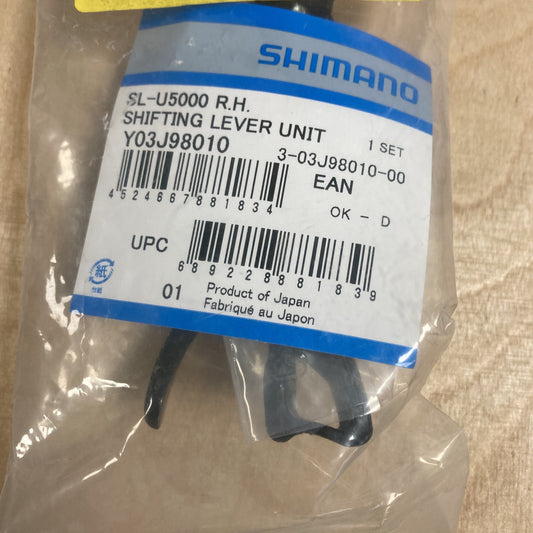 SHIMANO
SL-U5000 R.H.
SHIFTING LEVER UNIT 1 SET
Y03J98010 3-03J98010-00
4524667881834 EAN
OK - D
UPC 689228881839
紙
01 Product of Japan
Fabriqué au Japon